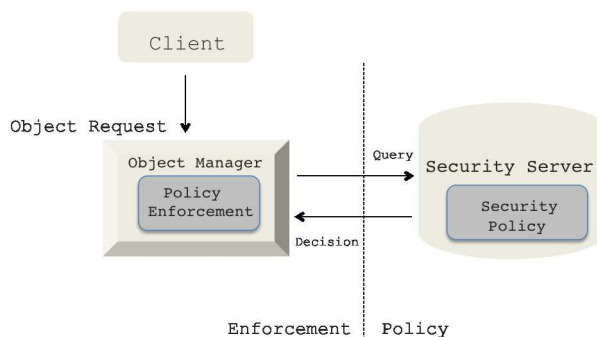 Client
Object Request
Object Manager
Policy
Enforcement
Query
Decision
Security Server
Security
Policy
Enforcement
Policy